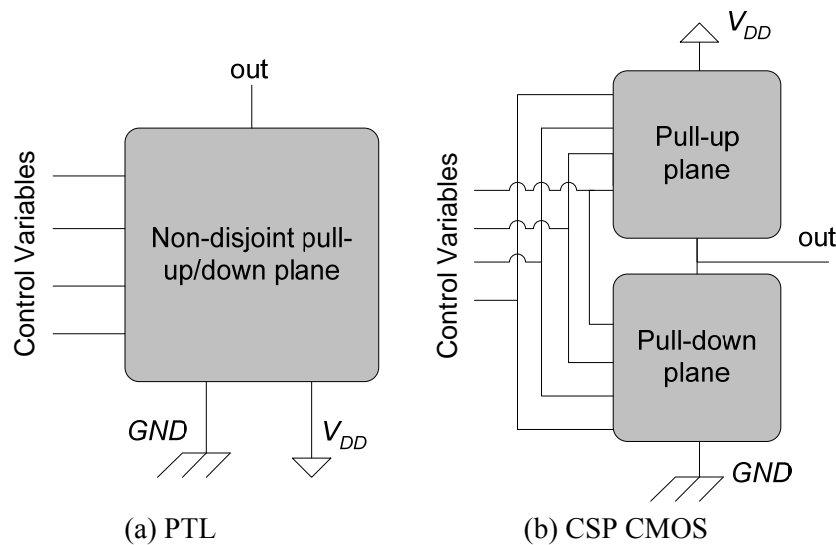 out
Control Variables
Non-disjoint pull-
up/down plane
GND
V_DD
(a) PTL
V_DD
Control Variables
Pull-up
plane
out
Pull-down
plane
GND
(b) CSP CMOS